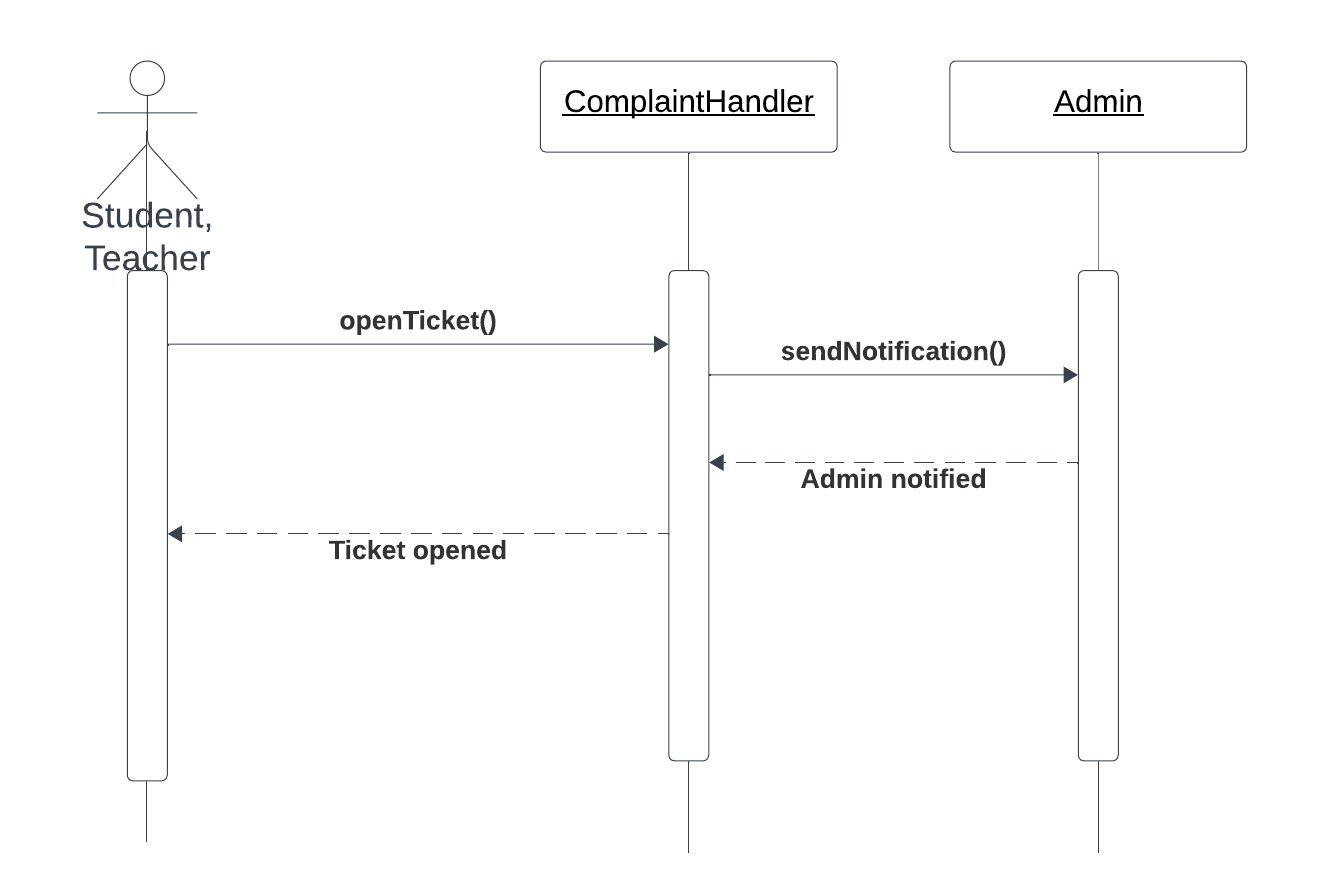 ComplaintHandler
Admin
Student,
Teacher
openTicket()
sendNotification()
Admin notified
Ticket opened